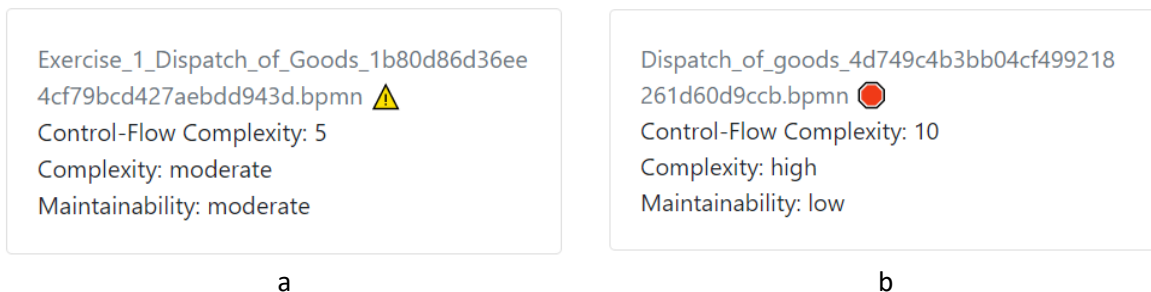 Exercise_1_Dispatch_of_Goods_1b80d86d36ee
4cf79bcd427aebdd943d.bpmn
Control-Flow Complexity: 5
Complexity: moderate
Maintainability: moderate
a
Dispatch_of_goods_4d749c4b3bb04cf499218
261d60d9ccb.bpmn
Control-Flow Complexity: 10
Complexity: high
Maintainability: low
b